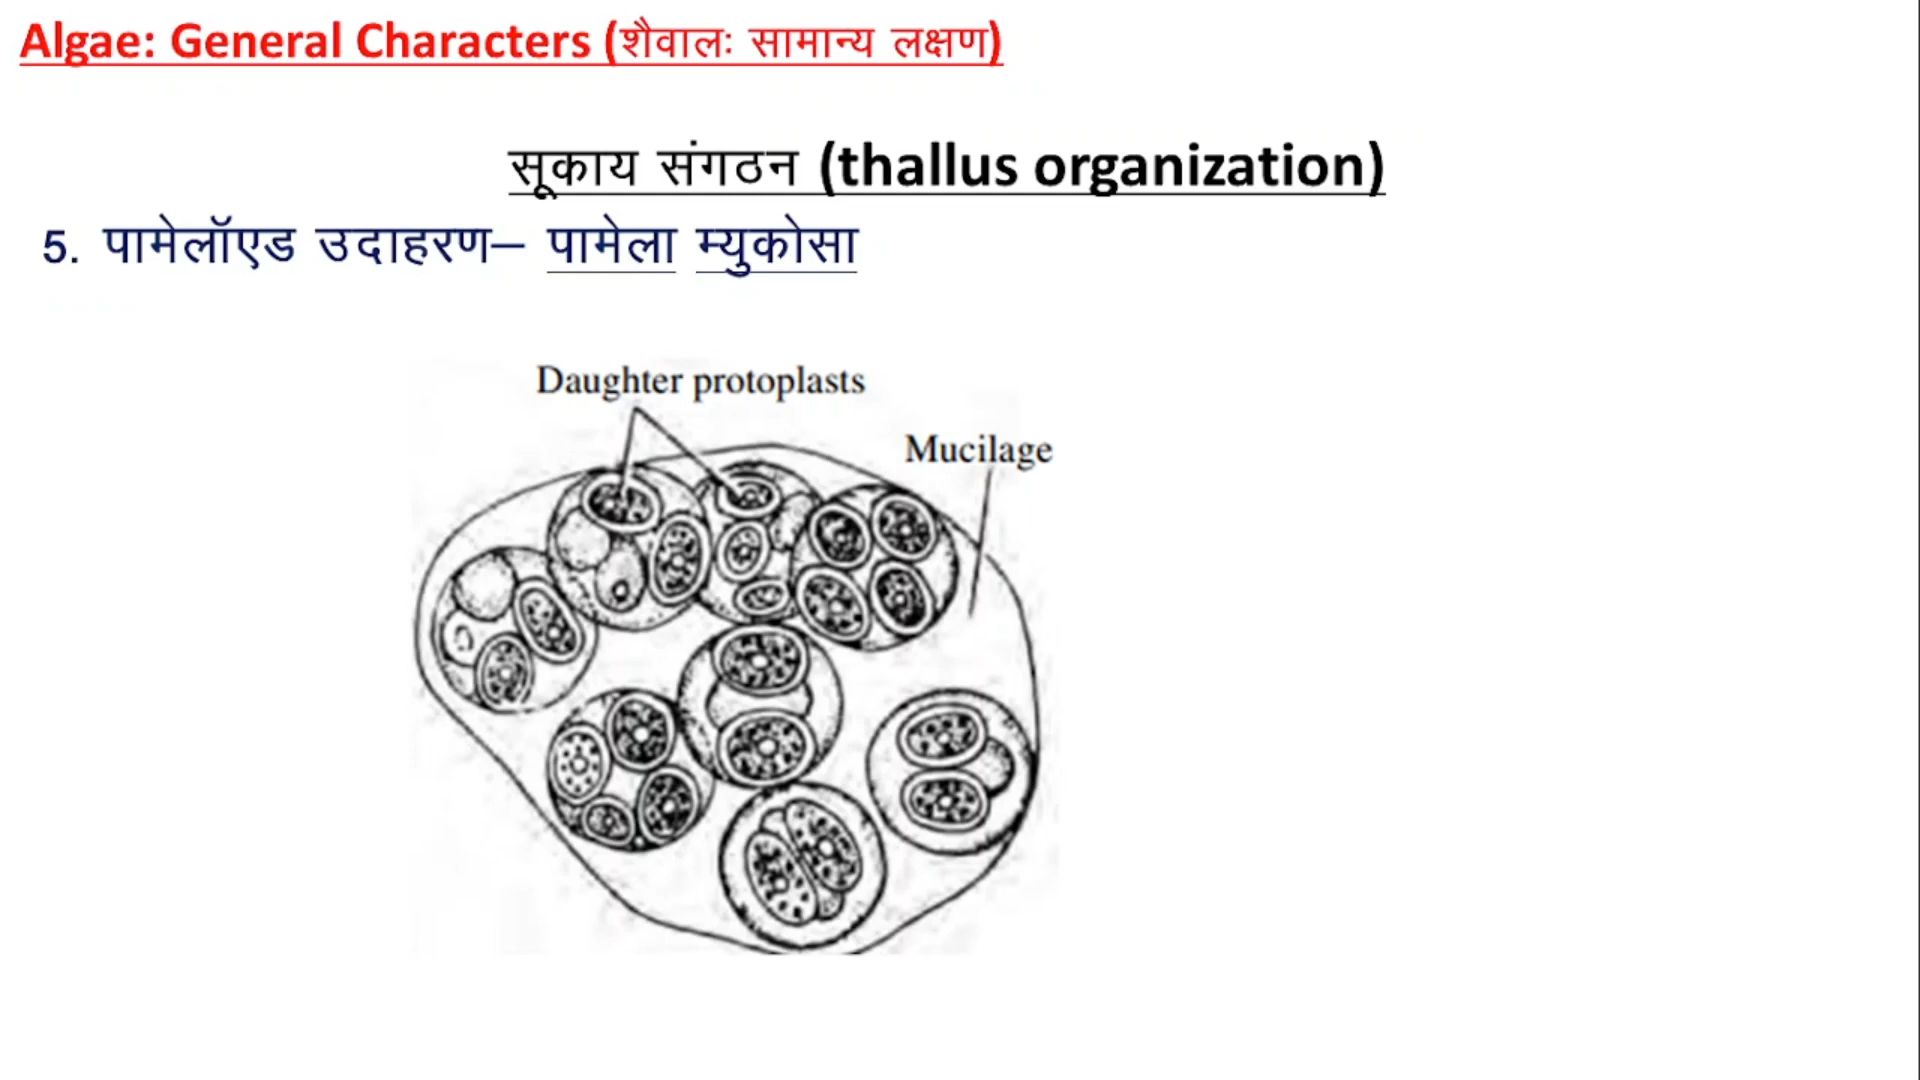 Algae: General Characters (शैवालः सामान्य लक्षण)
सूकाय संगठन (thallus organization)
5. पामेलॉएड उदाहरण– पामेला म्युकोसा
Daughter protoplasts
Mucilage